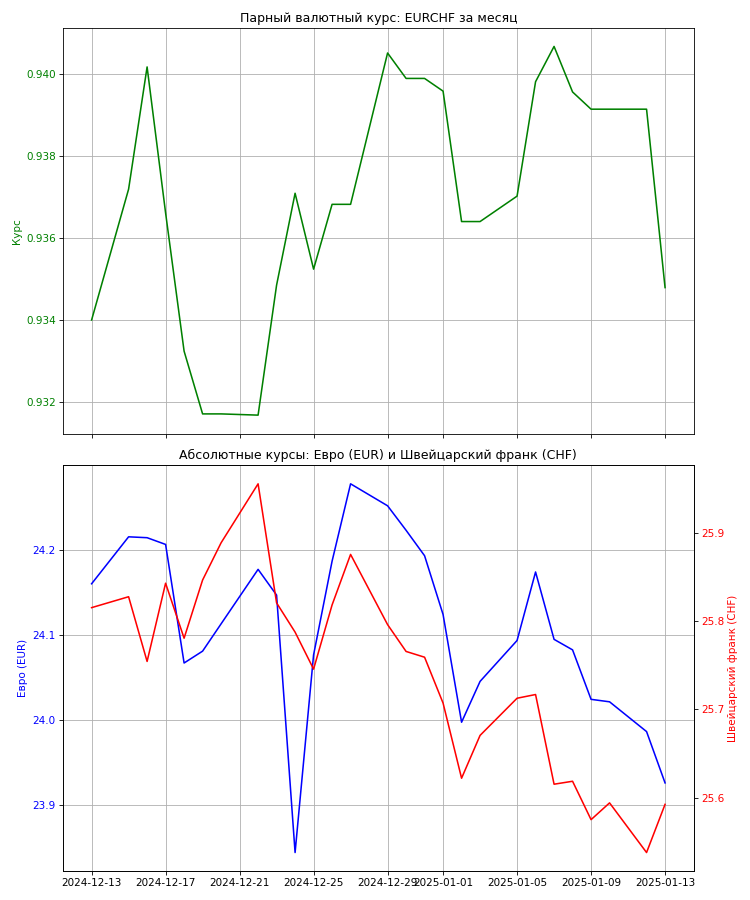 Парный валютный курс: EURCHF за месяц
0.940
0.938
0.936
0.934
0.932
Курс
Абсолютные курсы: Евро (EUR) и Швейцарский франк (CHF)
24.2
24.1
24.0
23.9
Евро (EUR)
25.9
25.8
25.7
25.6
Швейцарский франк (CHF)
2024-12-13 2024-12-17 2024-12-21 2024-12-25 2024-12-29 2025-01-01 2025-01-05 2025-01-09 2025-01-13